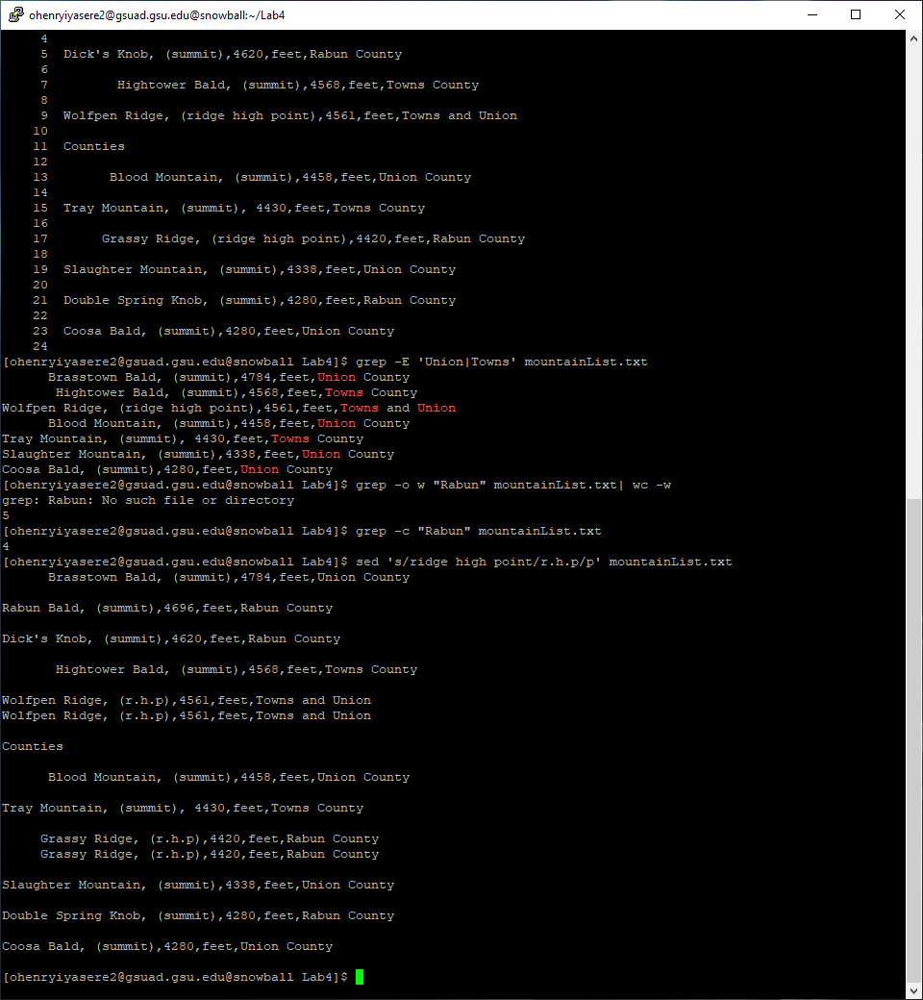 ohenryiyasere2@gsuad.gsu.edu@snowball:~/Lab4
4
5 Dick's Knob, (summit),4620,feet,Rabun County
6
7 Hightower Bald, (summit),4568,feet,Towns County
8
9 Wolfpen Ridge, (ridge high point),4561,feet,Towns and Union
10
11 Counties
12
13 Blood Mountain, (summit),4458,feet,Union County
14
15 Tray Mountain, (summit), 4430,feet,Towns County
16
17 Grassy Ridge, (ridge high point),4420,feet,Rabun County
18
19 Slaughter Mountain, (summit),4338,feet,Union County
20
21 Double Spring Knob, (summit),4280,feet,Rabun County
22
23 Coosa Bald, (summit),4280,feet,Union County
24
[ohenryiyasere2@gsuad.gsu.edu@snowball Lab4]$ grep -E 'Union|Towns' mountainList.txt
Brasstown Bald, (summit),4784,feet,Union County
Hightower Bald, (summit),4568,feet,Towns County
Wolfpen Ridge, (ridge high point),4561,feet,Towns and Union
Blood Mountain, (summit),4458,feet,Union County
Tray Mountain, (summit), 4430,feet,Towns County
Slaughter Mountain, (summit),4338,feet,Union County
Coosa Bald, (summit),4280,feet,Union County
[ohenryiyasere2@gsuad.gsu.edu@snowball Lab4]$ grep -o w "Rabun" mountainList.txt| wc -w
grep: Rabun: No such file or directory
5
[ohenryiyasere2@gsuad.gsu.edu@snowball Lab4]$ grep -c "Rabun" mountainList.txt
4
[ohenryiyasere2@gsuad.gsu.edu@snowball Lab4]$ sed 's/ridge high point/r.h.p/p' mountainList.txt
Brasstown Bald, (summit),4784,feet,Union County
Rabun Bald, (summit),4696,feet,Rabun County
Dick's Knob, (summit),4620,feet,Rabun County
Hightower Bald, (summit),4568,feet,Towns County
Wolfpen Ridge, (r.h.p),4561,feet,Towns and Union
Wolfpen Ridge, (r.h.p),4561,feet,Towns and Union
Counties
Blood Mountain, (summit),4458,feet,Union County
Tray Mountain, (summit), 4430,feet,Towns County
Grassy Ridge, (r.h.p),4420,feet,Rabun County
Grassy Ridge, (r.h.p),4420,feet,Rabun County
Slaughter Mountain, (summit),4338,feet,Union County
Double Spring Knob, (summit),4280,feet,Rabun County
Coosa Bald, (summit),4280,feet,Union County
[ohenryiyasere2@gsuad.gsu.edu@snowball Lab4]$